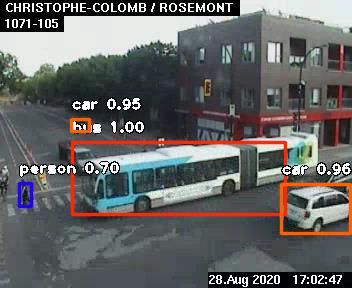 CHRISTOPHE-COLOMB / ROSEMONT
1071-105
car 0.95
bus 1.00
person 0.70
car 0.96
28.Aug 2020 17:02:47